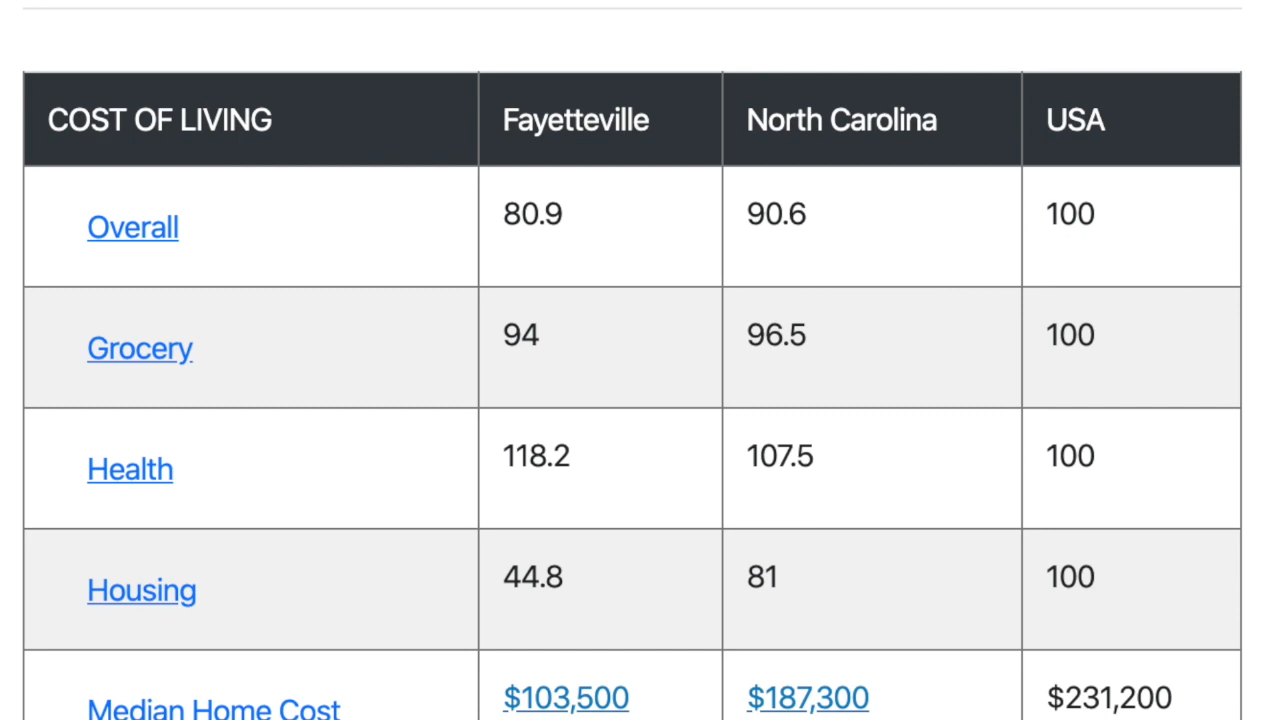 COST OF LIVING Fayetteville North Carolina USA
Overall 80.9 90.6 100
Grocery 94 96.5 100
Health 118.2 107.5 100
Housing 44.8 81 100
Median Home Cost $103,500 $187,300 $231,200